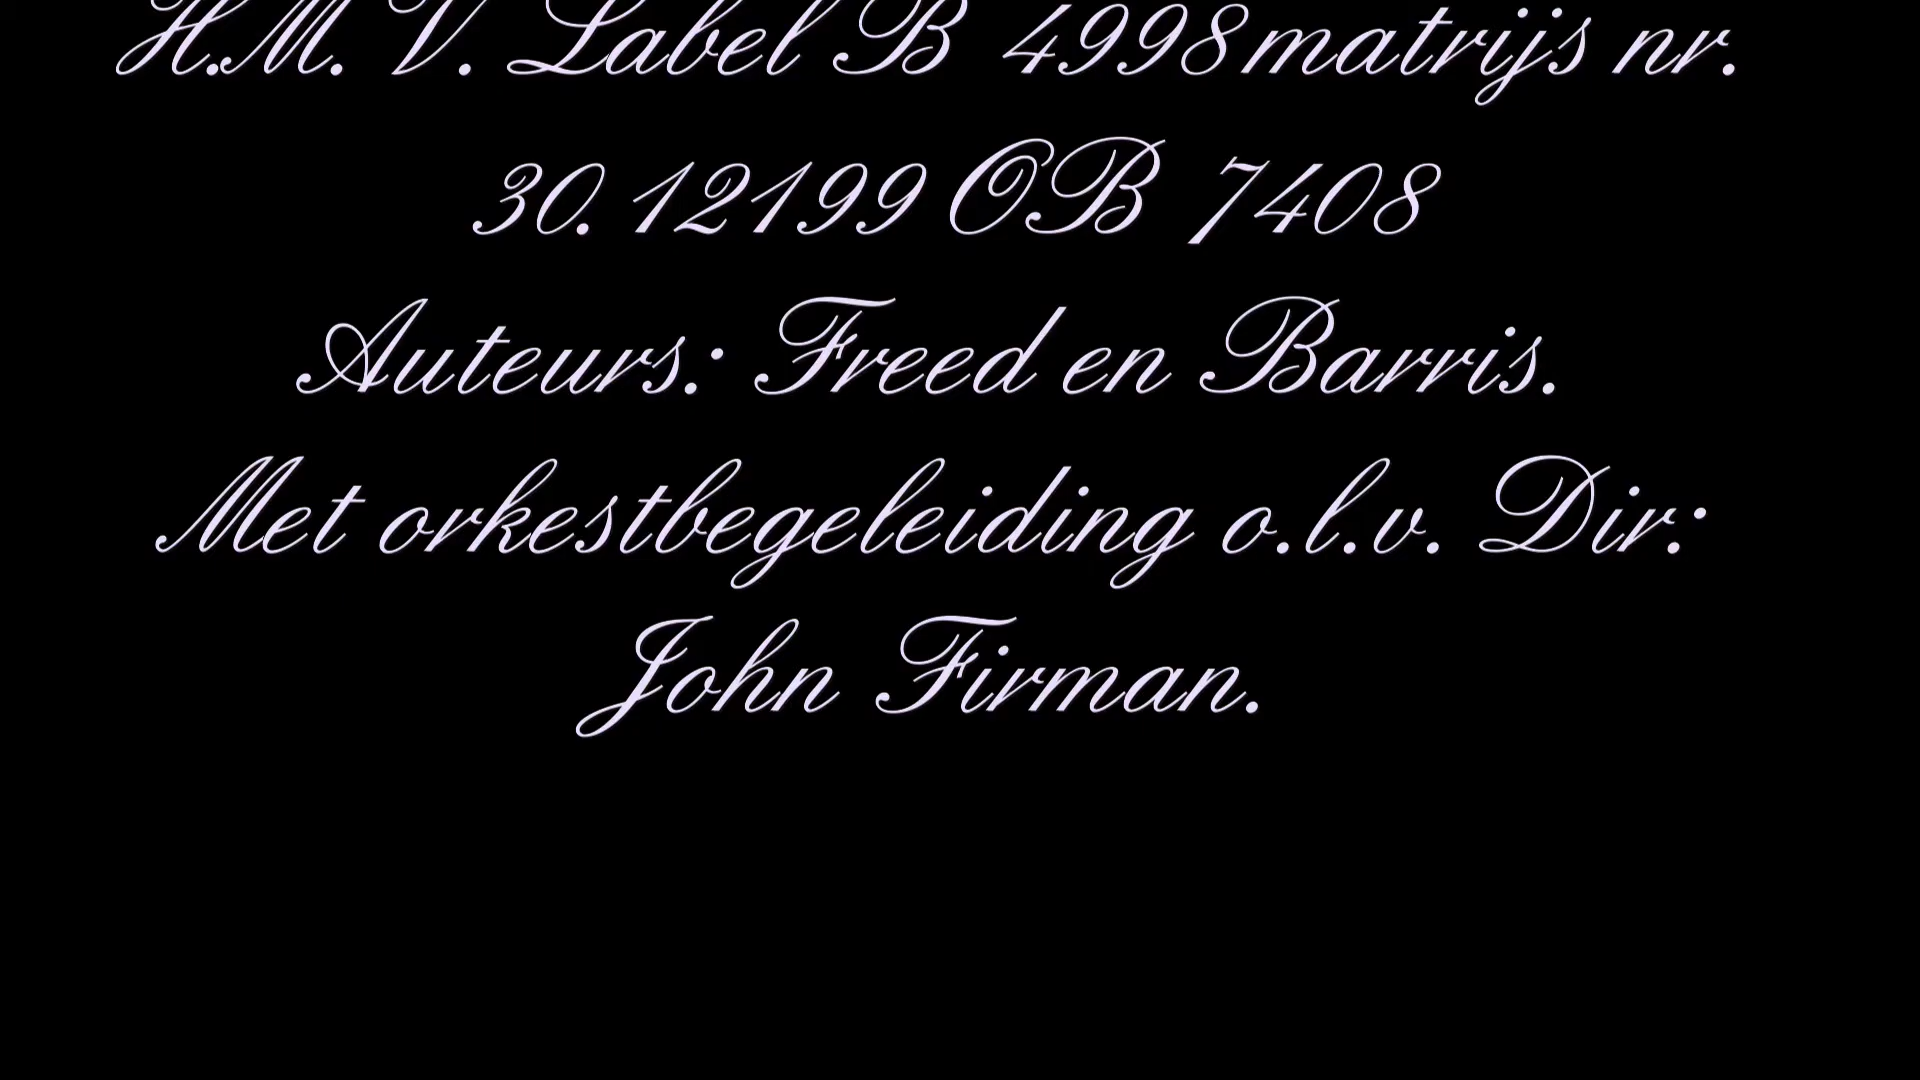 H.M. V. Label B 4998matrijs nr.
30. 12199 OB 7408
Auteurs.: Freed en Barris.
Met orkestbegeleiding o.l.v. Dir:
John Firman.